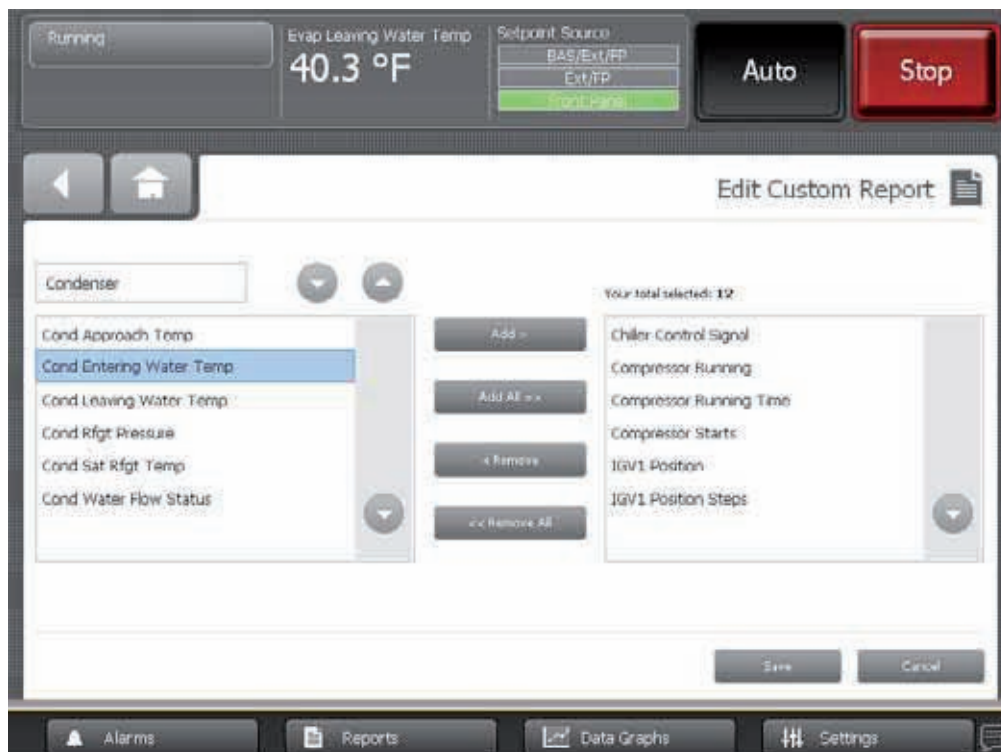 Running
Evap Leaving Water Temp
40.3 °F
Setpoint Source
BAS/Ext/FP
Ext/FP
Front Panel
Auto
Stop
Edit Custom Report
Condenser
Your total selected: 12
Cond Approach Temp
Cond Entering Water Temp
Cond Leaving Water Temp
Cond Rfgt Pressure
Cond Sat Rfgt Temp
Cond Water Flow Status
Add >
Add All >>
< Remove
<< Remove All
Chiller Control Signal
Compressor Running
Compressor Running Time
Compressor Starts
IGV1 Position
IGV1 Position Steps
Save
Cancel
Alarms
Reports
Data Graphs
Settings